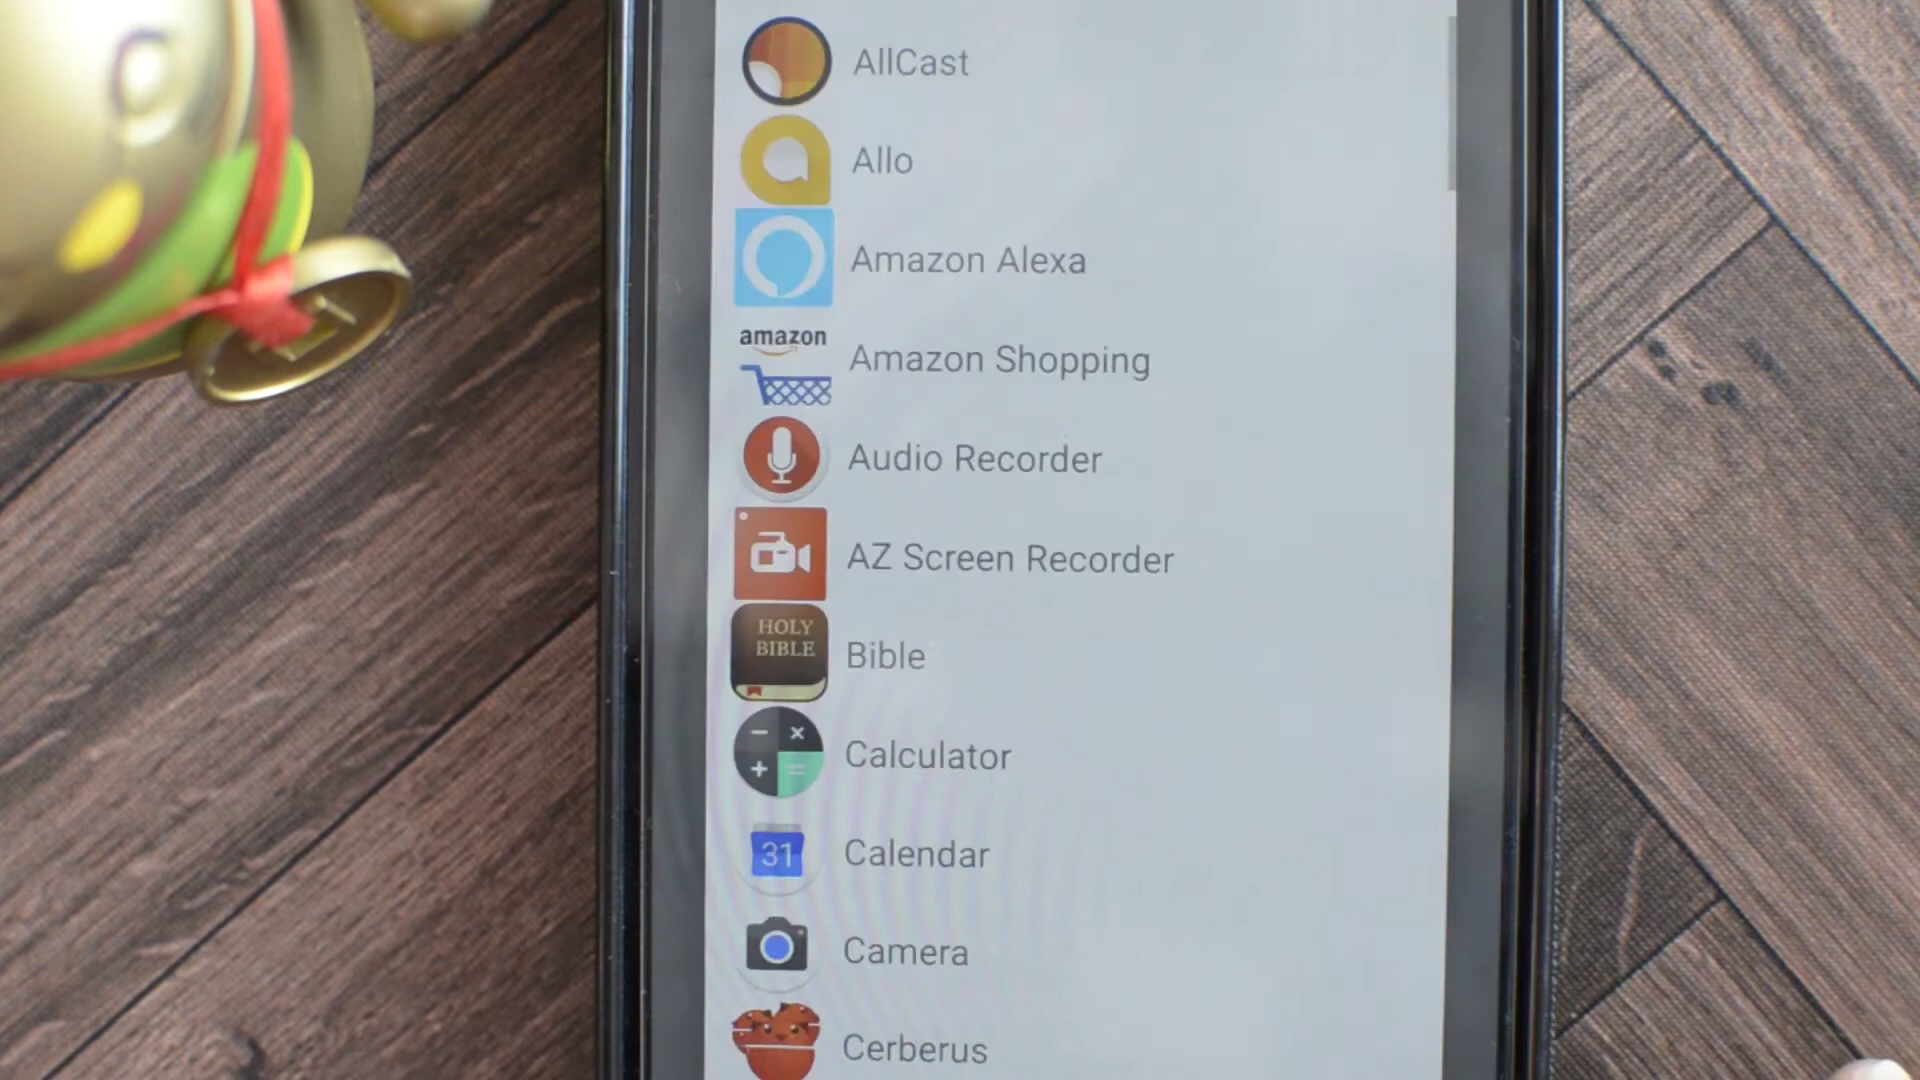 AllCast
Allo
Amazon Alexa
amazon
Amazon Shopping
Audio Recorder
AZ Screen Recorder
HOLY
BIBLE
Bible
Calculator
31
Calendar
Camera
Cerberus